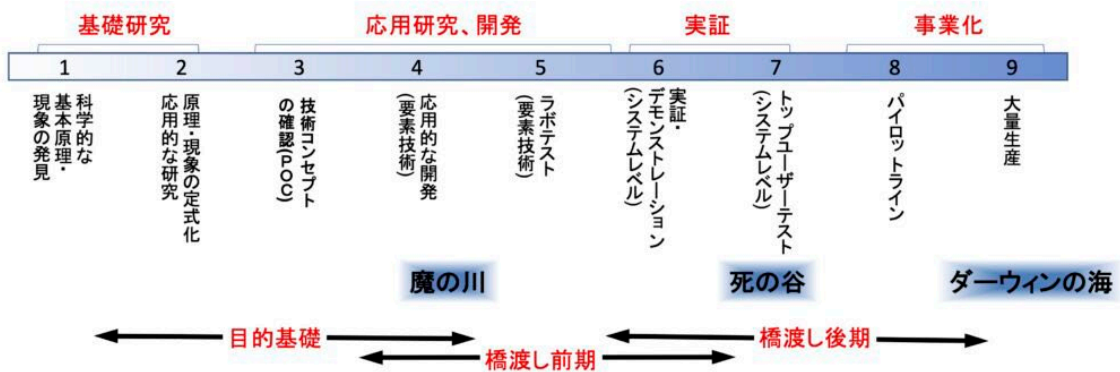 基礎研究
応用研究、開発
実証
事業化
1
2
3
4
5
6
7
8
9
科学的な
基本原理・
現象の発見
原理・現象の定式化
応用的な研究
技術コンセプト
の確認(POC)
応用的な開発
(要素技術)
ラボテスト
(要素技術)
実証・
デモンストレーション
(システムレベル)
トップユーザーテスト
(システムレベル)
パイロットライン
大量生産
魔の川
死の谷
ダーウィンの海
目的基礎
橋渡し前期
橋渡し後期